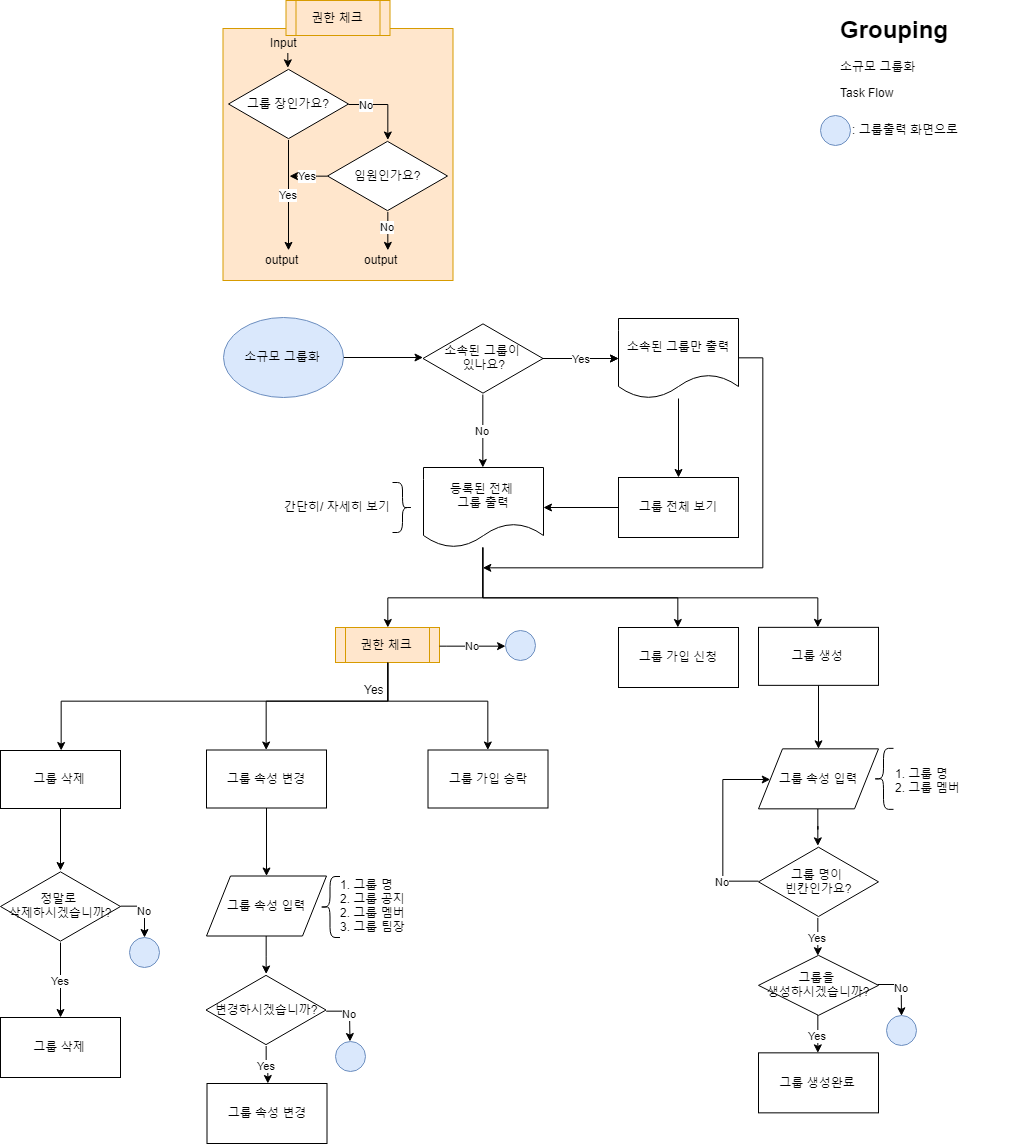 권한 체크
Input
그룹 장인가요?
No
임원인가요?
Yes
Yes
No
output
output
Grouping
소규모 그룹화
Task Flow
: 그룹출력 화면으로
소규모 그룹화
소속된 그룹이
있나요?
Yes
소속된 그룹만 출력
No
간단히/ 자세히 보기
등록된 전체
그룹 출력
그룹 전체 보기
권한 체크
No
그룹 가입 신청
그룹 생성
Yes
그룹 삭제
그룹 속성 변경
그룹 가입 승락
그룹 속성 입력
1. 그룹 명
2. 그룹 멤버
정말로
삭제하시겠습니까?
No
Yes
그룹 삭제
그룹 속성 입력
1. 그룹 명
2. 그룹 공지
2. 그룹 멤버
3. 그룹 팀장
변경하시겠습니까?
No
Yes
그룹 속성 변경
그룹 명이
빈칸인가요?
No
Yes
그룹을
생성하시겠습니까?
No
Yes
그룹 생성완료